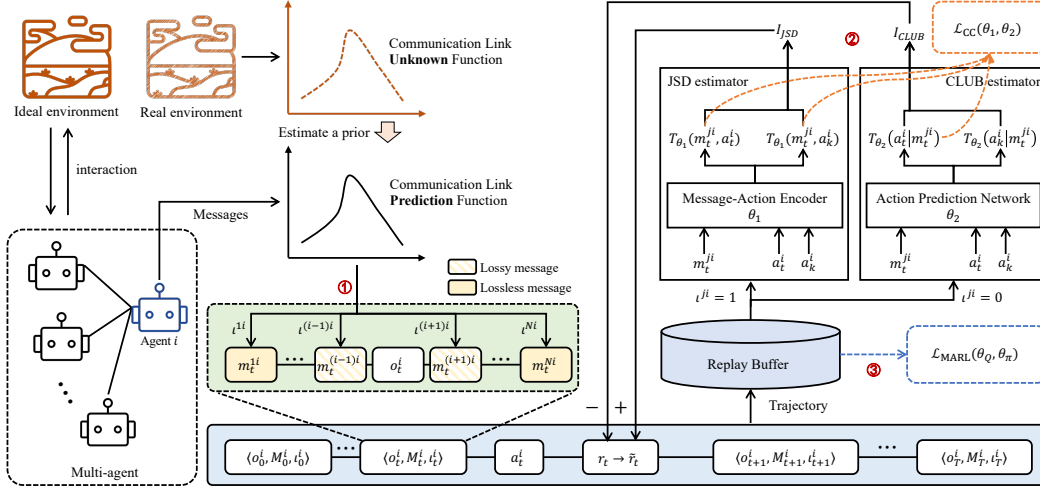 Ideal environment
Real environment
interaction
Communication Link
Unknown Function
Estimate a prior
Communication Link
Prediction Function
Messages
Agent i
Multi-agent
①
Lossy message
Lossless message
ι^{1i}
ι^{(i−1)i}
ι^{(i+1)i}
ι^{Ni}
m_t^{1i}
⋯
m_t^{(i−1)i}
o_t^i
m_t^{(i+1)i}
⋯
m_t^{Ni}
I_{JSD}
②
I_{CLUB}
ℒ_{CC}(θ_1, θ_2)
JSD estimator
CLUB estimator
T_{θ_1}(m_t^{ji}, a_t^i)
T_{θ_1}(m_t^{ji}, a_k^i)
T_{θ_2}(a_t^i|m_t^{ji})
T_{θ_2}(a_k^i|m_t^{ji})
Message-Action Encoder
θ_1
Action Prediction Network
θ_2
m_t^{ji}
a_t^i
a_k^i
m_t^{ji}
a_t^i
a_k^i
ι^{ji} = 1
ι^{ji} = 0
Replay Buffer
③
ℒ_{MARL}(θ_Q, θ_π)
Trajectory
− +
⟨o_0^i, M_0^i, ι_0^i⟩
⋯
⟨o_t^i, M_t^i, ι_t^i⟩
a_t^i
r_t → r̃_t
⟨o_{t+1}^i, M_{t+1}^i, ι_{t+1}^i⟩
⋯
⟨o_T^i, M_T^i, ι_T^i⟩